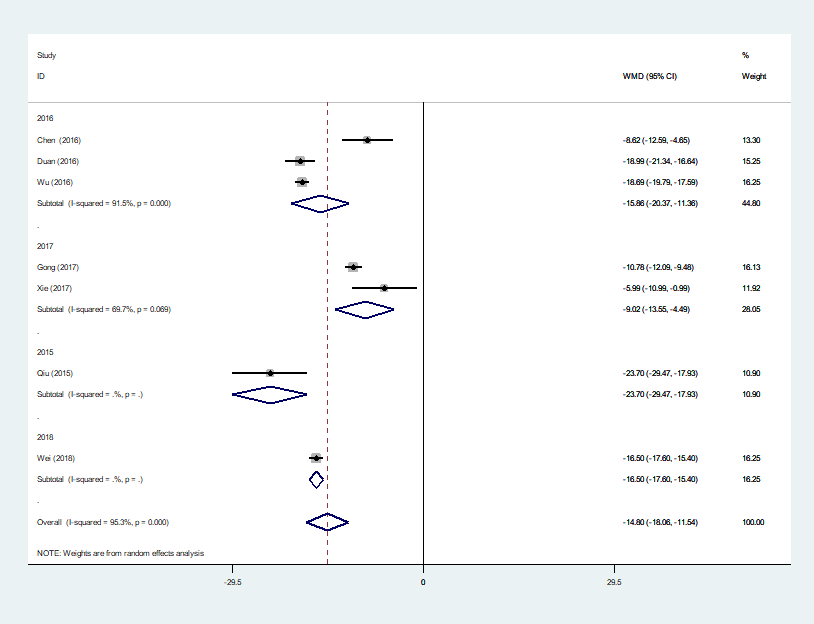 Study %
ID WMD (95% CI) Weight
2016
Chen (2016) -8.62 (-12.59, -4.65) 13.30
Duan (2016) -18.99 (-21.34, -16.64) 15.25
Wu (2016) -18.69 (-19.79, -17.59) 16.25
Subtotal (I-squared = 91.5%, p = 0.000) -15.86 (-20.37, -11.36) 44.80
.
2017
Gong (2017) -10.78 (-12.09, -9.48) 16.13
Xie (2017) -5.99 (-10.99, -0.99) 11.92
Subtotal (I-squared = 69.7%, p = 0.069) -9.02 (-13.55, -4.49) 28.05
.
2015
Qiu (2015) -23.70 (-29.47, -17.93) 10.90
Subtotal (I-squared = .%, p = .) -23.70 (-29.47, -17.93) 10.90
.
2018
Wei (2018) -16.50 (-17.60, -15.40) 16.25
Subtotal (I-squared = .%, p = .) -16.50 (-17.60, -15.40) 16.25
.
Overall (I-squared = 95.3%, p = 0.000) -14.80 (-18.06, -11.54) 100.00
NOTE: Weights are from random effects analysis
-29.5 0 29.5